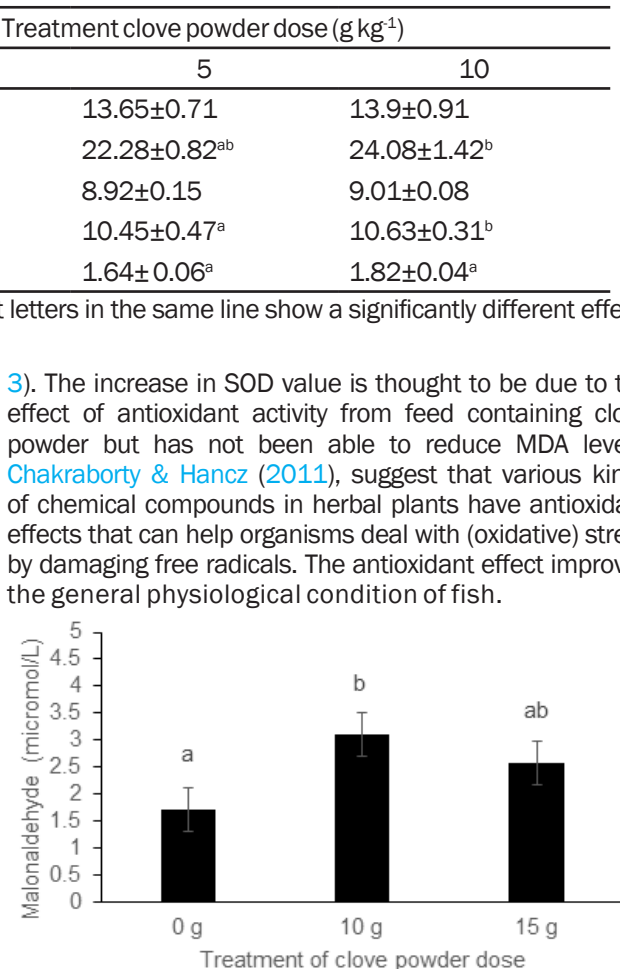 Treatment clove powder dose (g kg-1)
5 10
13.65±0.71 13.9±0.91
22.28±0.82ab 24.08±1.42b
8.92±0.15 9.01±0.08
10.45±0.47a 10.63±0.31b
1.64± 0.06a 1.82±0.04a
letters in the same line show a significantly different
3). The increase in SOD value is thought to be due to
effect of antioxidant activity from feed containing
powder but has not been able to reduce MDA
Chakraborty & Hancz (2011), suggest that various
of chemical compounds in herbal plants have
effects that can help organisms deal with (oxidative)
by damaging free radicals. The antioxidant effect
the general physiological condition of fish.
Malonaldehyde (micromol/L)
5
4.5
4
3.5
3
2.5
2
1.5
1
0.5
0
a
b
ab
0 g 10 g 15 g
Treatment of clove powder dose